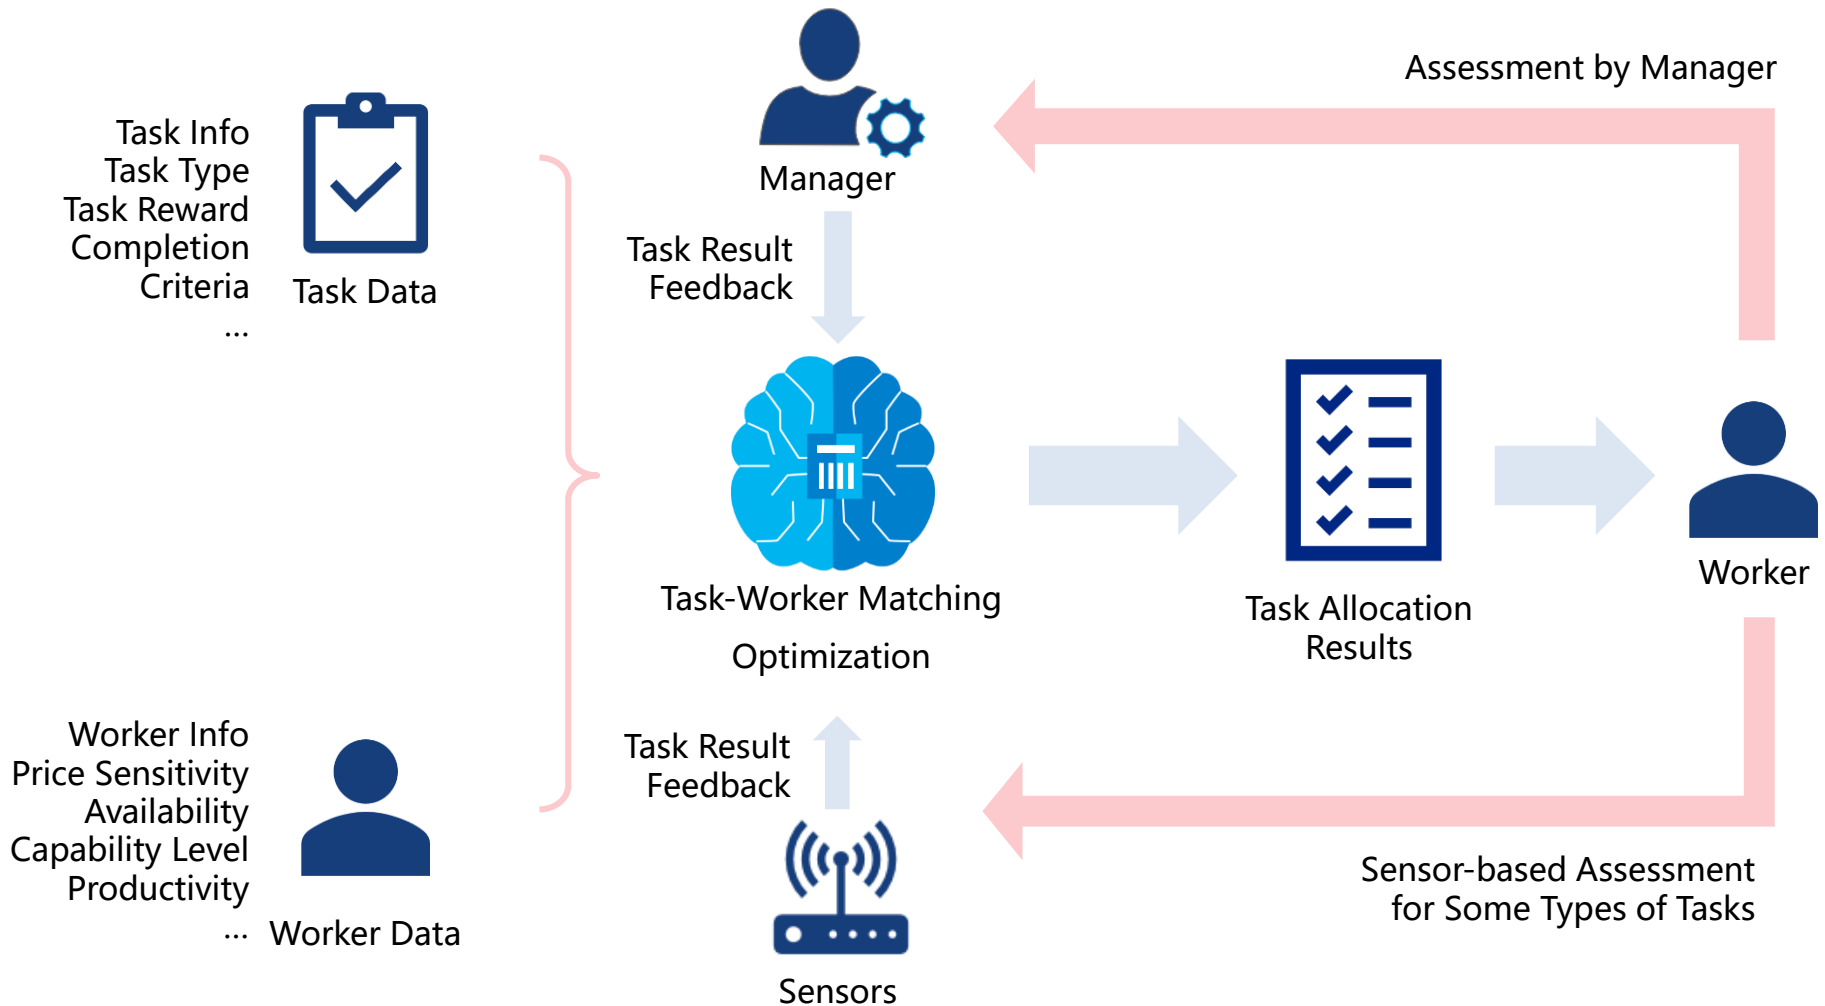 Task Info
Task Type
Task Reward
Completion
Criteria
...
Task Data
Worker Info
Price Sensitivity
Availability
Capability Level
Productivity
...
Worker Data
Manager
Task Result
Feedback
Task-Worker Matching
Optimization
Task Result
Feedback
Sensors
Task Allocation
Results
Assessment by Manager
Worker
Sensor-based Assessment
for Some Types of Tasks